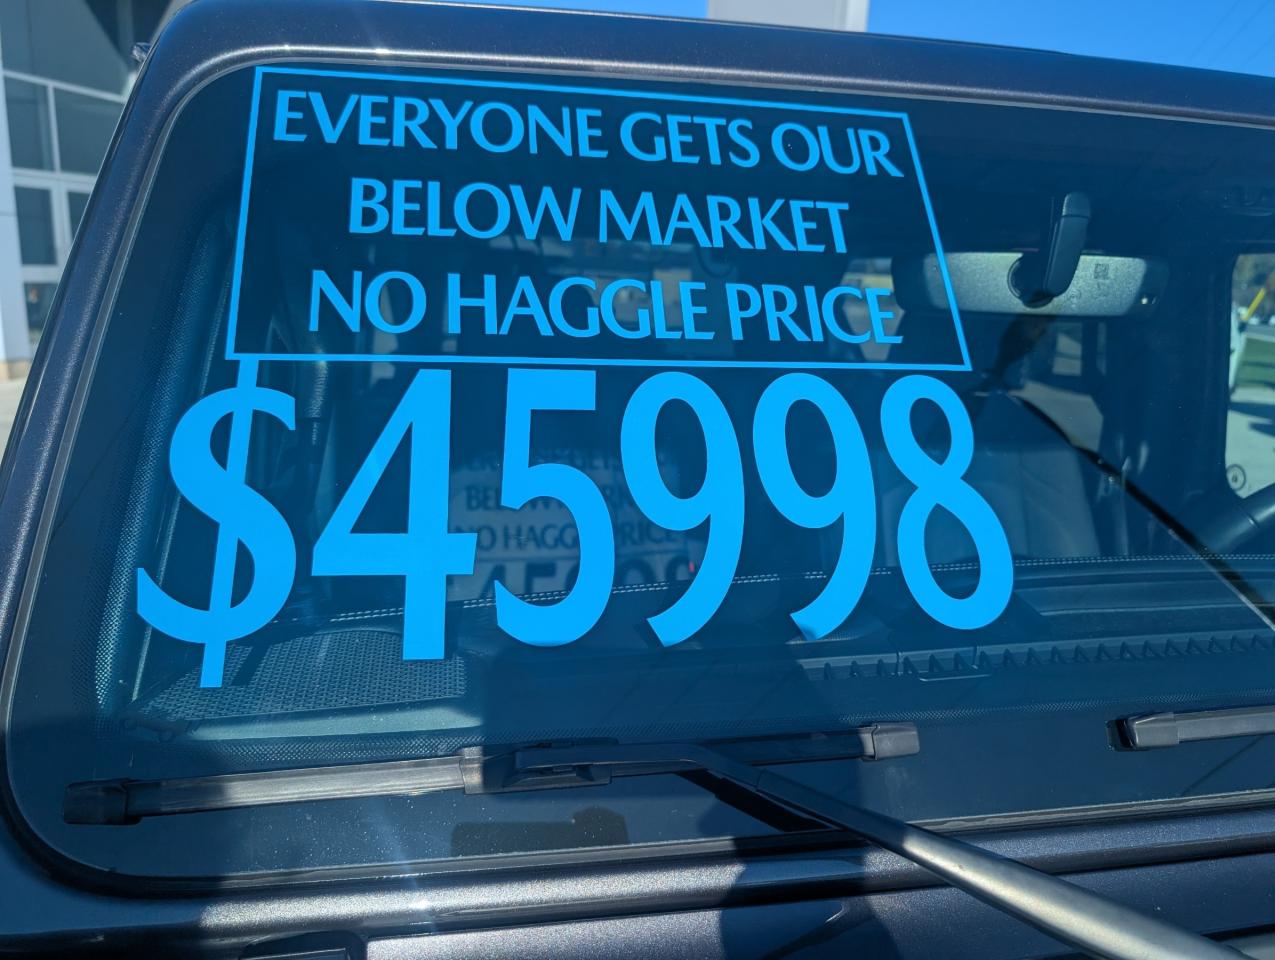 EVERYONE GETS OUR
BELOW MARKET
NO HAGGLE PRICE
$45998